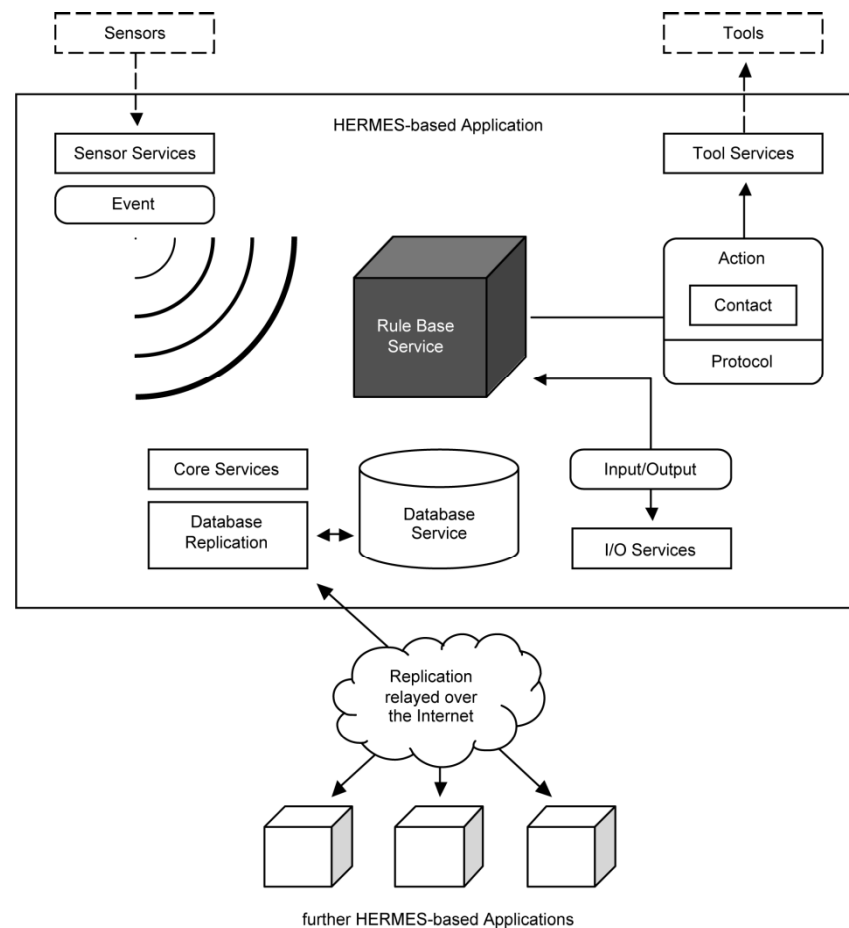 Sensors
Tools
HERMES-based Application
Sensor Services
Tool Services
Event
Action
Contact
Rule Base
Service
Protocol
Core Services
Input/Output
Database
Replication
Database
Service
I/O Services
Replication
relayed over
the Internet
further HERMES-based Applications